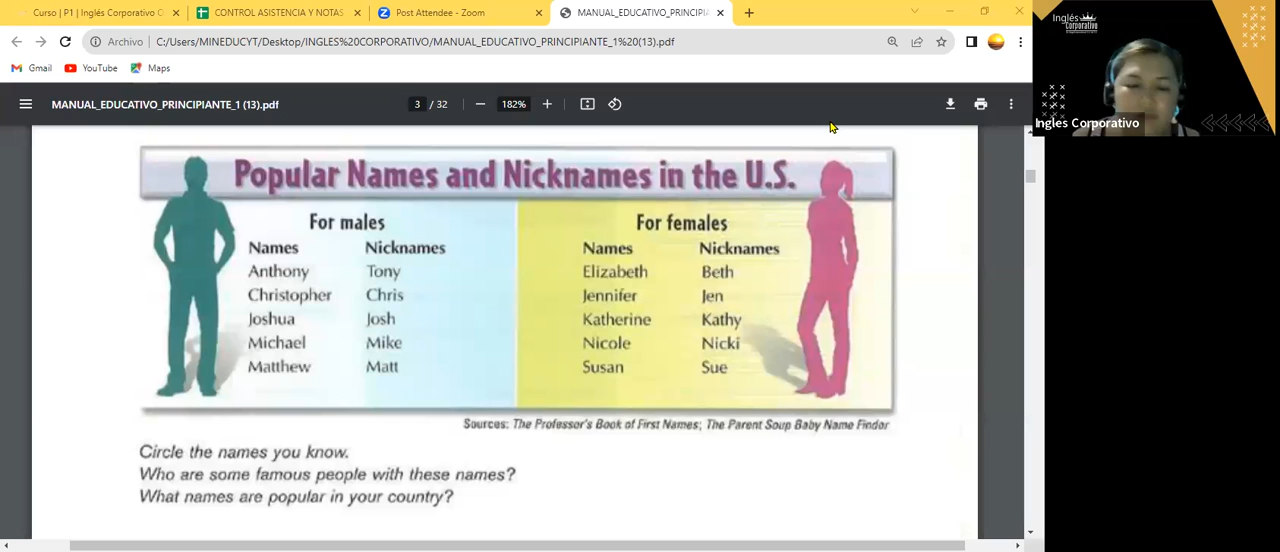 Curso | P1 | Inglés Corporativo C
CONTROL ASISTENCIA Y NOTAS
Post Attendee - Zoom
MANUAL_EDUCATIVO_PRINCIPIA
Archivo
C:/Users/MINEDUCYT/Desktop/INGLES%20CORPORATIVO/MANUAL_EDUCATIVO_PRINCIPIANTE_1%20(13).pdf
Gmail
YouTube
Maps
MANUAL_EDUCATIVO_PRINCIPIANTE_1 (13).pdf
3 / 32
182%
Popular Names and Nicknames in the U.S.
For males
Names Nicknames
Anthony Tony
Christopher Chris
Joshua Josh
Michael Mike
Matthew Matt
For females
Names Nicknames
Elizabeth Beth
Jennifer Jen
Katherine Kathy
Nicole Nicki
Susan Sue
Sources: The Professor's Book of First Names; The Parent Soup Baby Name Finder
Circle the names you know.
Who are some famous people with these names?
What names are popular in your country?
Inglés
Corporativo
Ingles Corporativo